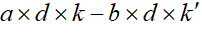 a × d × k − b × d × k′